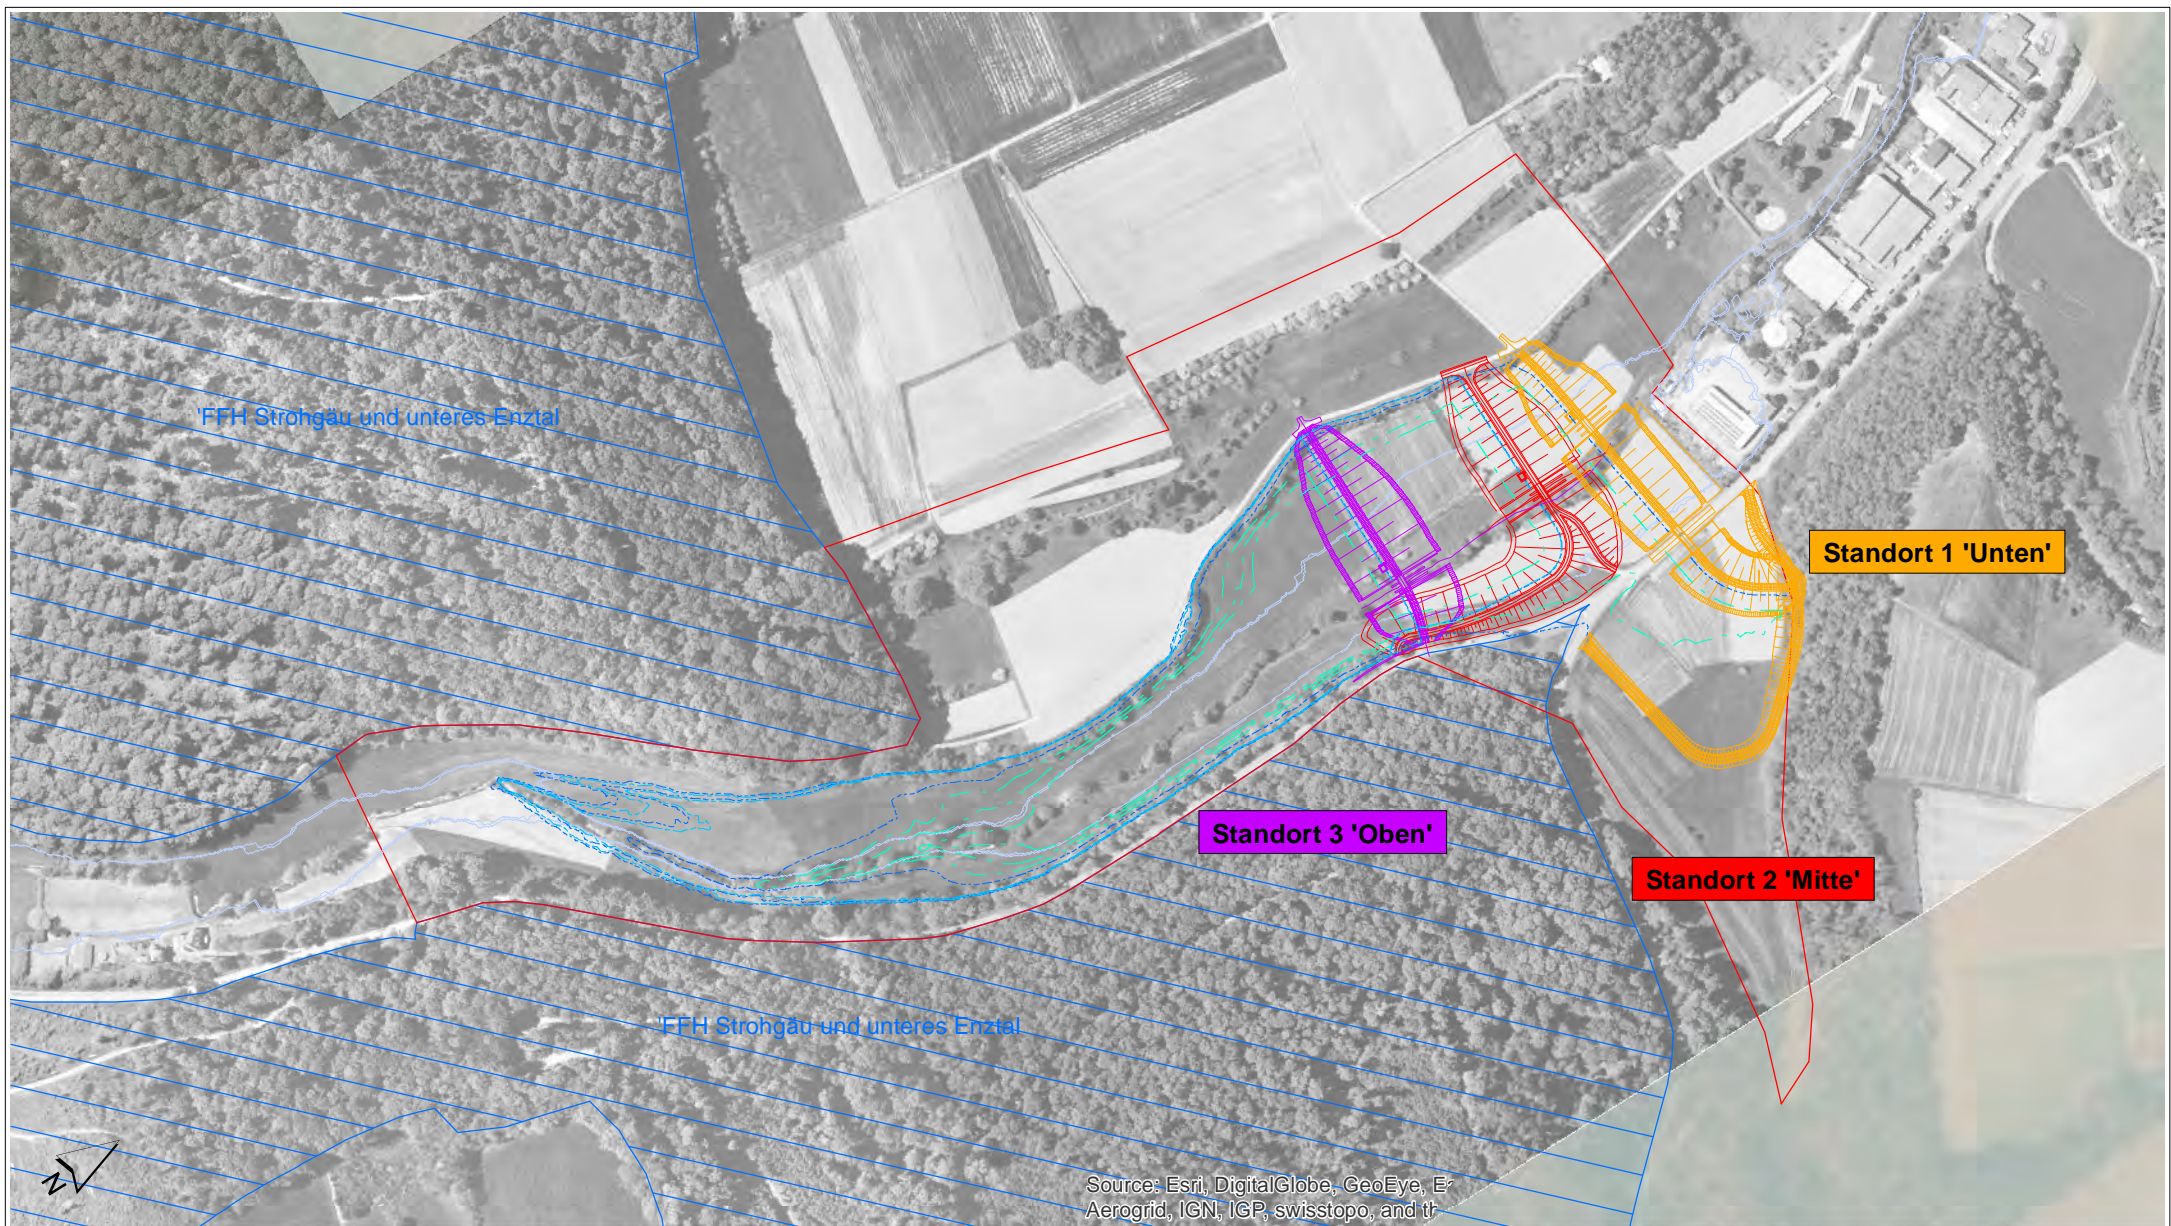 'FFH Strohgäu und unteres Enztal
Standort 1 'Unten'
Standort 3 'Oben'
Standort 2 'Mitte'
'FFH Strohgäu und unteres Enztal
N
Source: Esri, DigitalGlobe, GeoEye,
Aerogrid, IGN, IGP, swisstopo, and